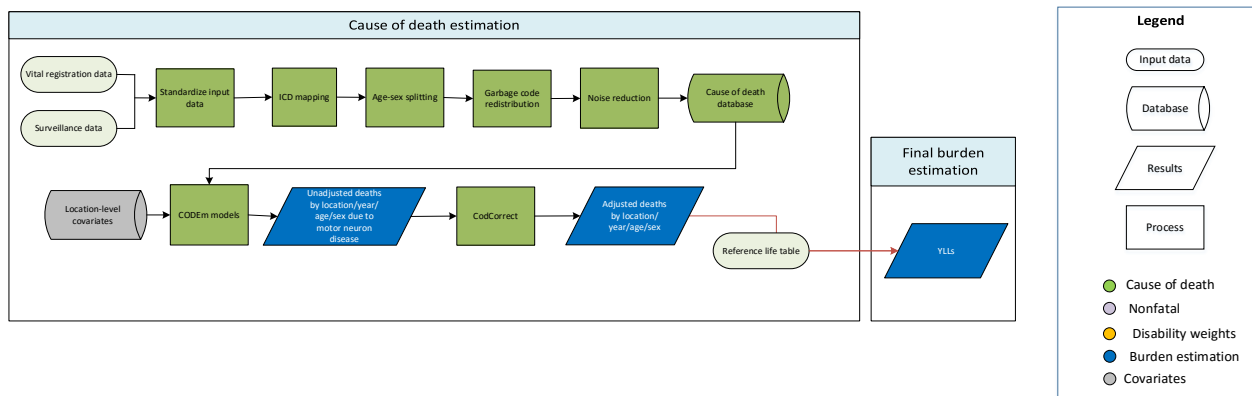 Cause of death estimation
Vital registration data
Surveillance data
Standardize input
data
ICD mapping
Age-sex splitting
Garbage code
redistribution
Noise reduction
Cause of death
database
Location-level
covariates
CODEm models
Unadjusted deaths
by location/year/
age/sex due to
motor neuron
disease
CodCorrect
Adjusted deaths
by location/
year/age/sex
Reference life table
Final burden
estimation
YLLs
Legend
Input data
Database
Results
Process
Cause of death
Nonfatal
Disability weights
Burden estimation
Covariates